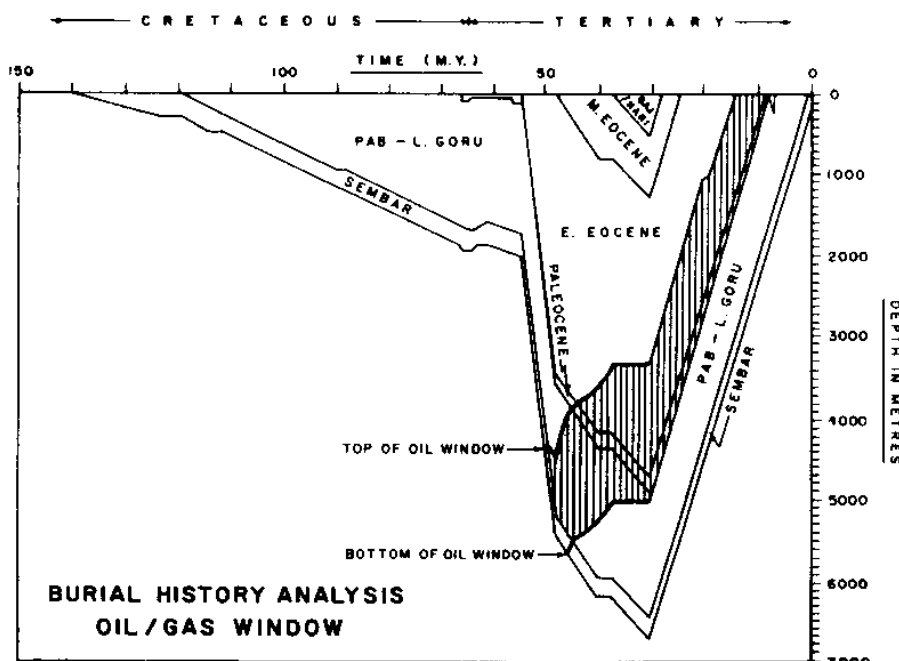 CRETACEOUS TERTIARY
TIME (M.Y.)
150 100 50 0
0
1000
2000
3000
4000
5000
6000
DEPTH IN METRES
PAB - L. GORU
SEMBAR
M. EOCENE
E. EOCENE
PALEOCENE
PAB - L. GORU
SEMBAR
TOP OF OIL WINDOW
BOTTOM OF OIL WINDOW
BURIAL HISTORY ANALYSIS
OIL/GAS WINDOW